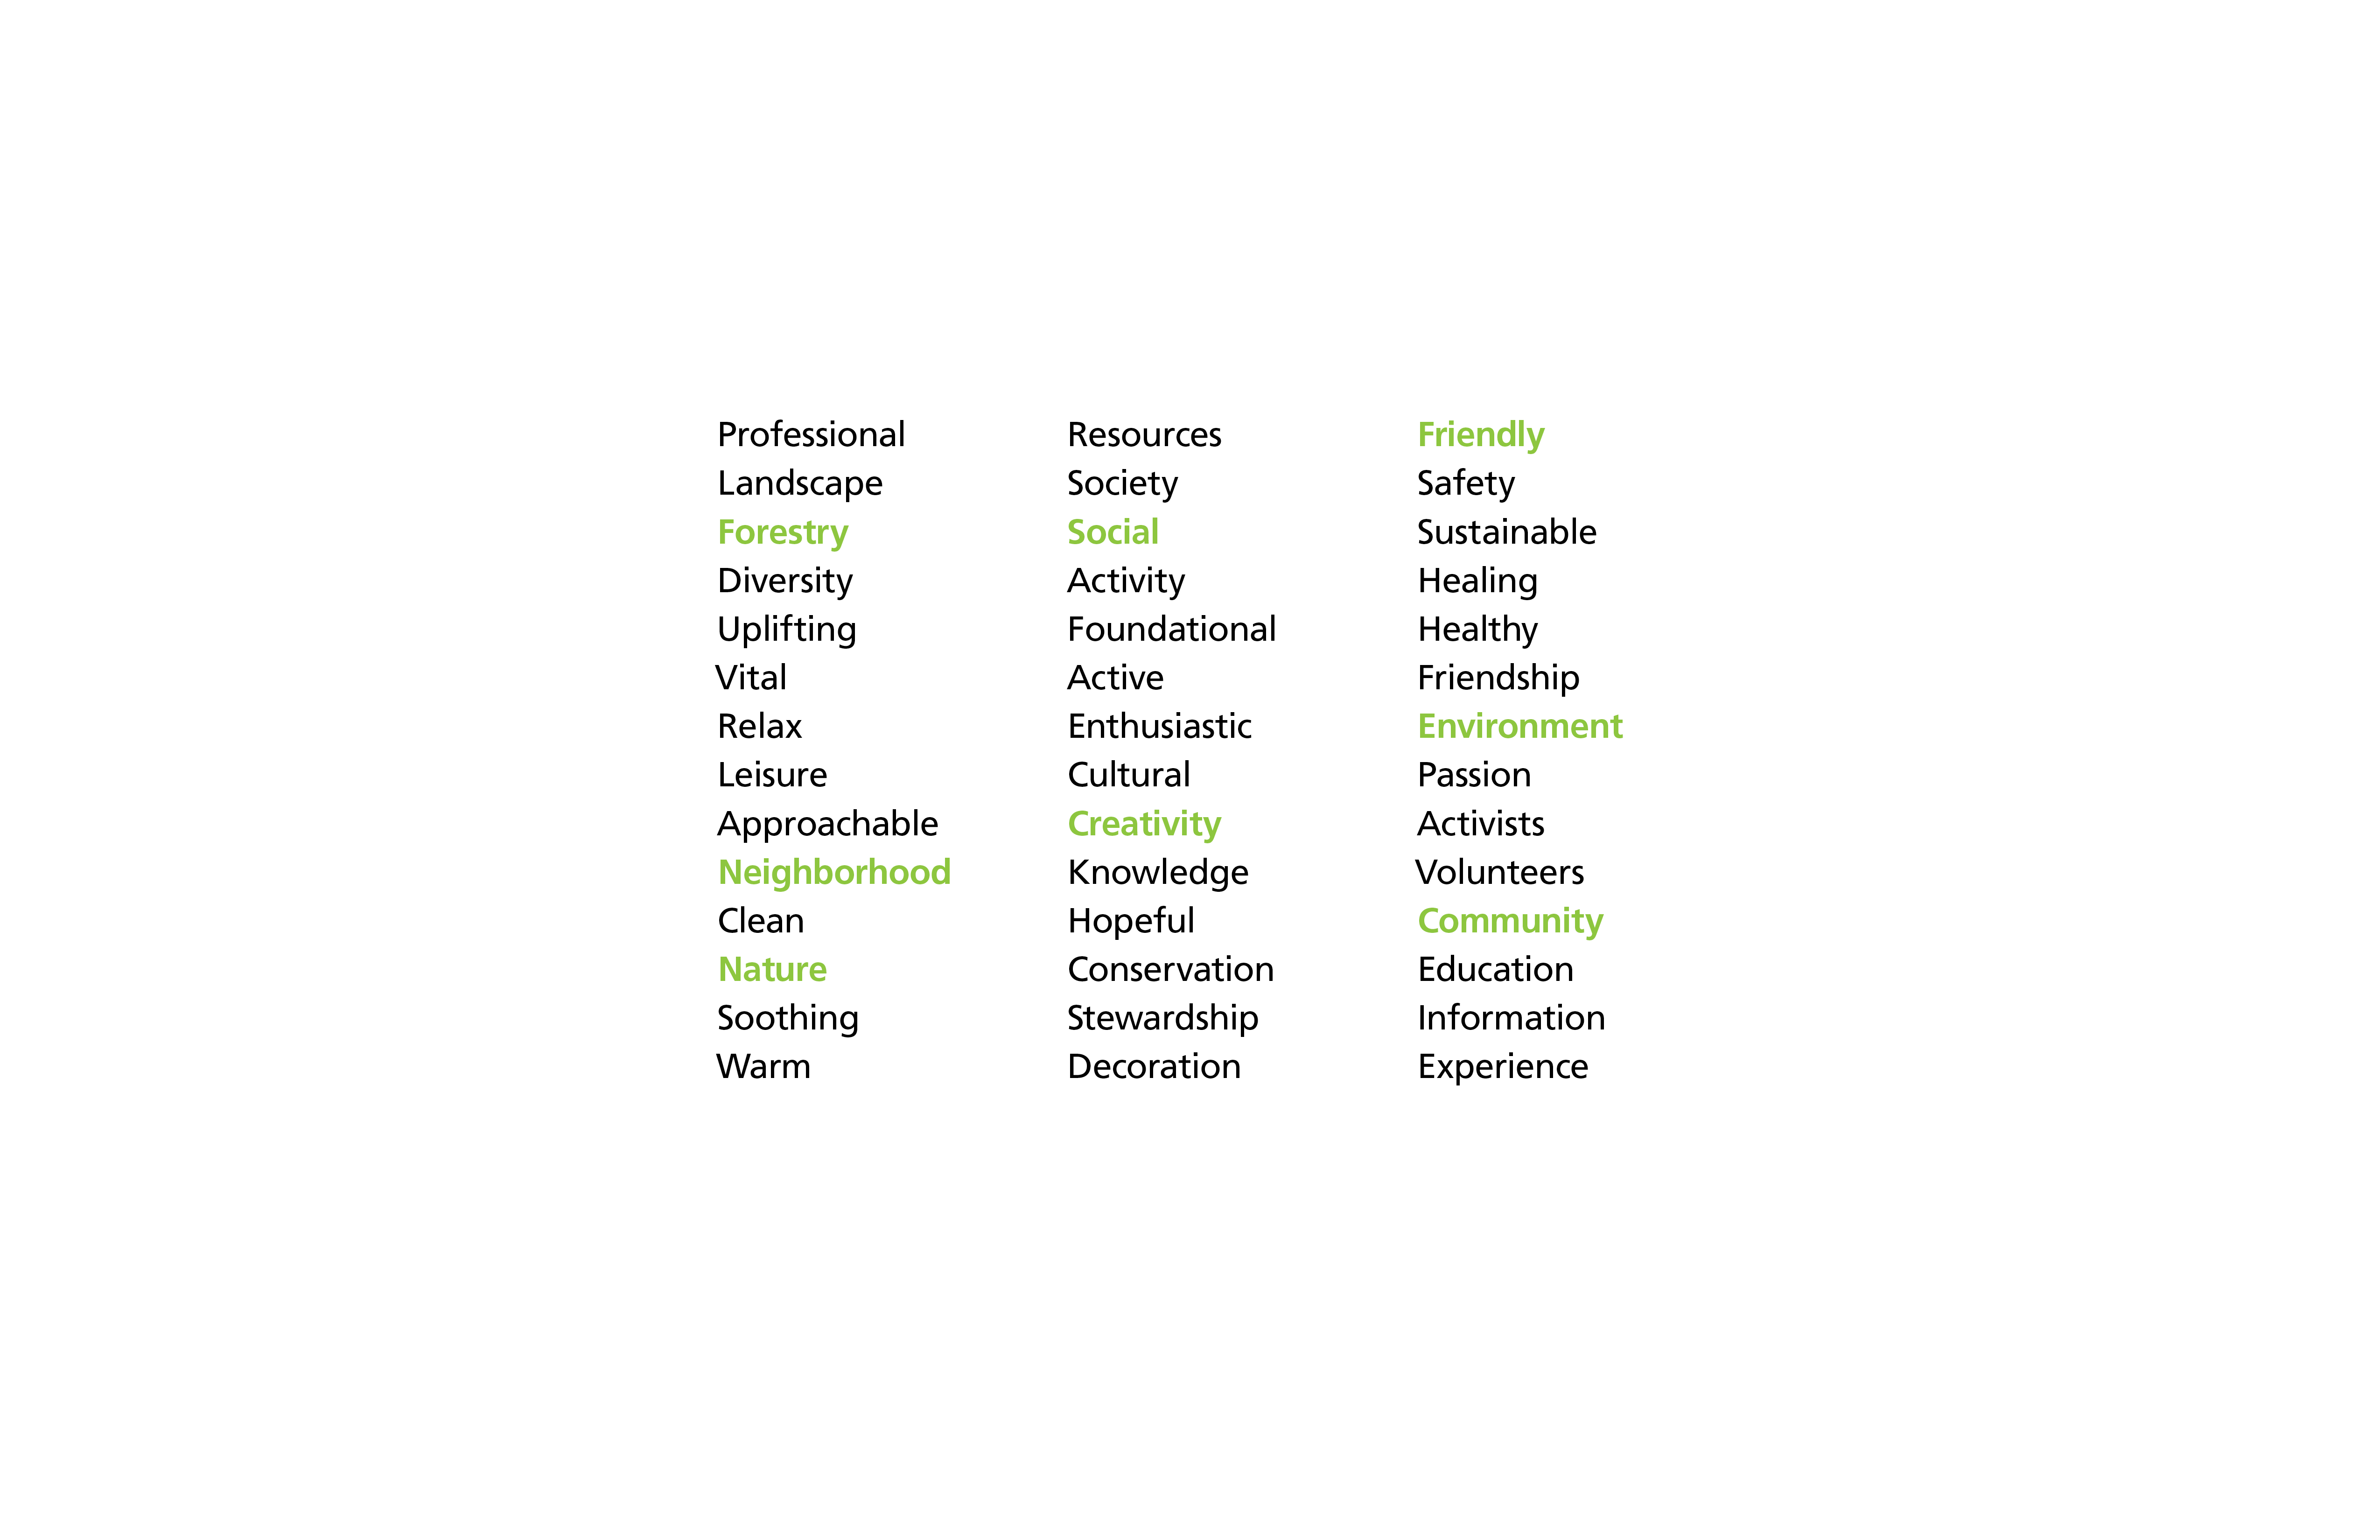 Professional
Landscape
Forestry
Diversity
Uplifting
Vital
Relax
Leisure
Approachable
Neighborhood
Clean
Nature
Soothing
Warm
Resources
Society
Social
Activity
Foundational
Active
Enthusiastic
Cultural
Creativity
Knowledge
Hopeful
Conservation
Stewardship
Decoration
Friendly
Safety
Sustainable
Healing
Healthy
Friendship
Environment
Passion
Activists
Volunteers
Community
Education
Information
Experience